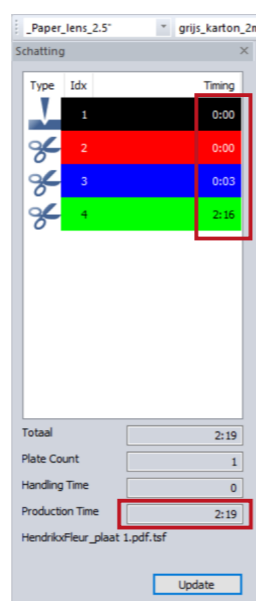 _Paper_lens_2.5" grijs_karton_2m
Schatting
Type Idx Timing
1 0:00
2 0:00
3 0:03
4 2:16
Totaal 2:19
Plate Count 1
Handling Time 0
Production Time 2:19
HendrikxFleur_plaat 1.pdf.tsf
Update